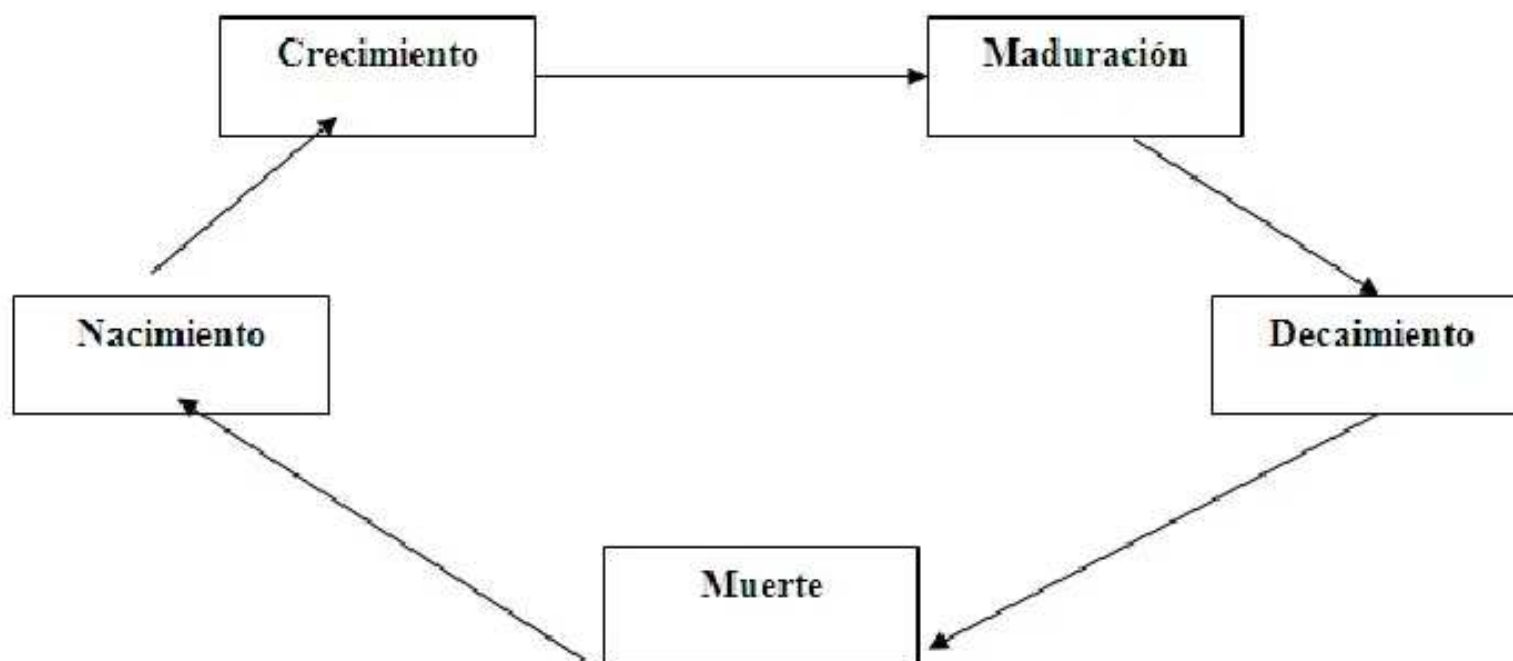 Crecimiento
Maduración
Nacimiento
Decaimiento
Muerte